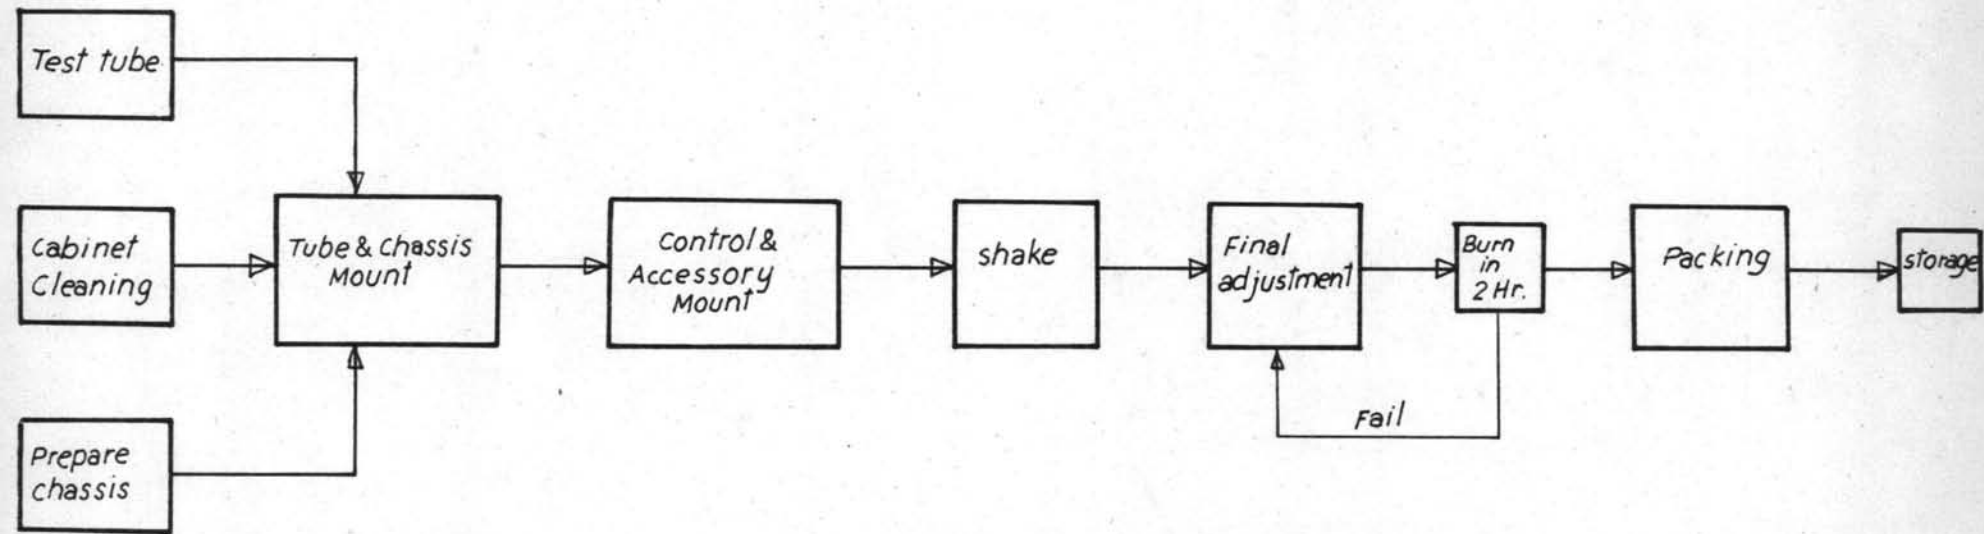 Test tube
Cabinet
Cleaning
Prepare
chassis
Tube & Chassis
Mount
Control &
Accessory
Mount
shake
Final
adjustment
Burn
in
2 Hr.
Fail
Packing
storage